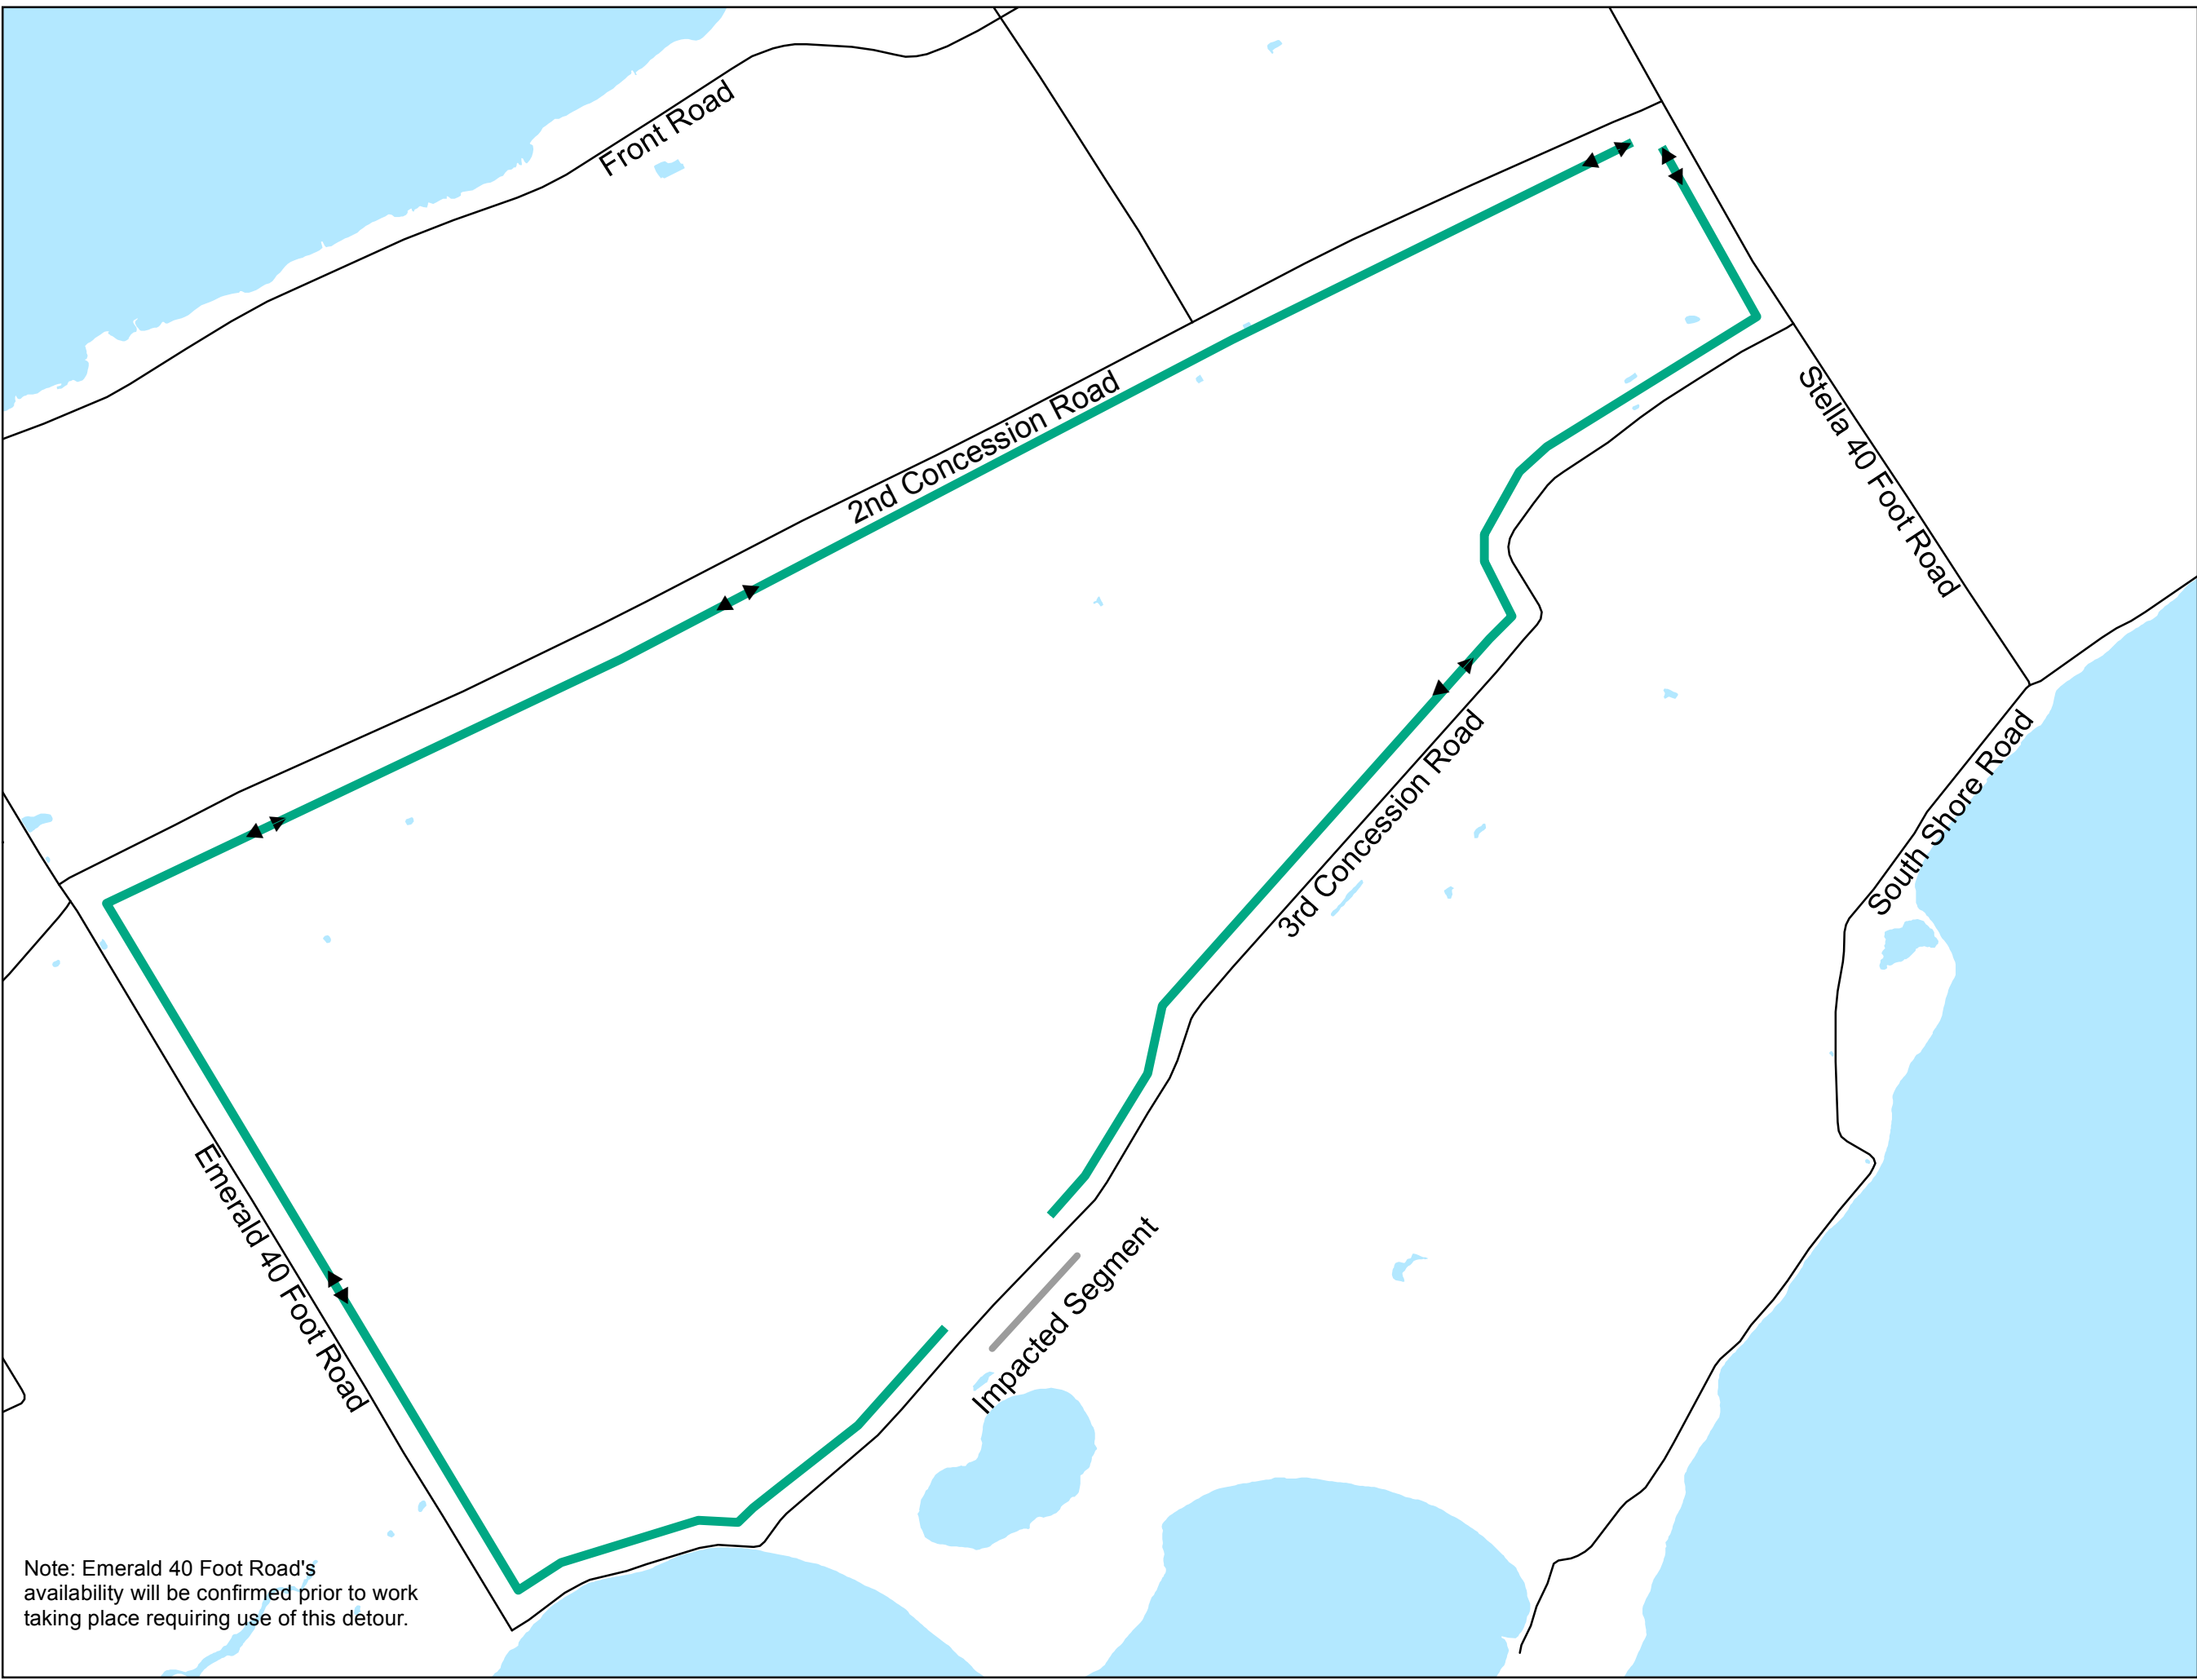 Front Road
2nd Concession Road
Stella 40 Foot Road
3rd Concession Road
South Shore Road
Emerald 40 Foot Road
Impacted Segment
Note: Emerald 40 Foot Road's
availability will be confirmed prior to work
taking place requiring use of this detour.